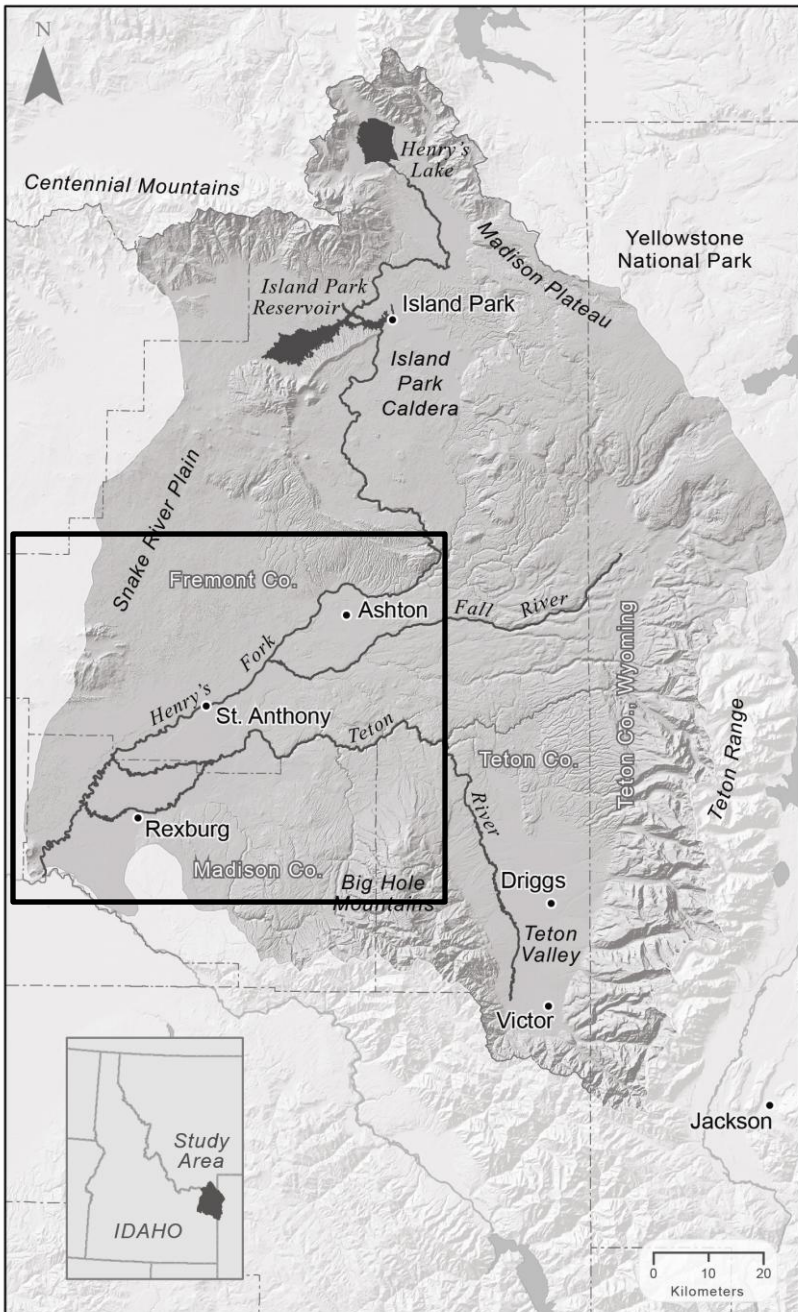 N
Henry's
Lake
Centennial Mountains
Madison Plateau
Yellowstone
National Park
Island Park
Reservoir
Island Park
Island
Park
Caldera
Snake River Plain
Fremont Co.
Ashton
Fall River
Henry's Fork
St. Anthony
Teton River
Teton Co.
Teton Co., Wyoming
Teton Range
Rexburg
Madison Co.
Big Hole
Mountains
Driggs
Teton
Valley
Victor
Jackson
Study
Area
IDAHO
0 10 20
Kilometers